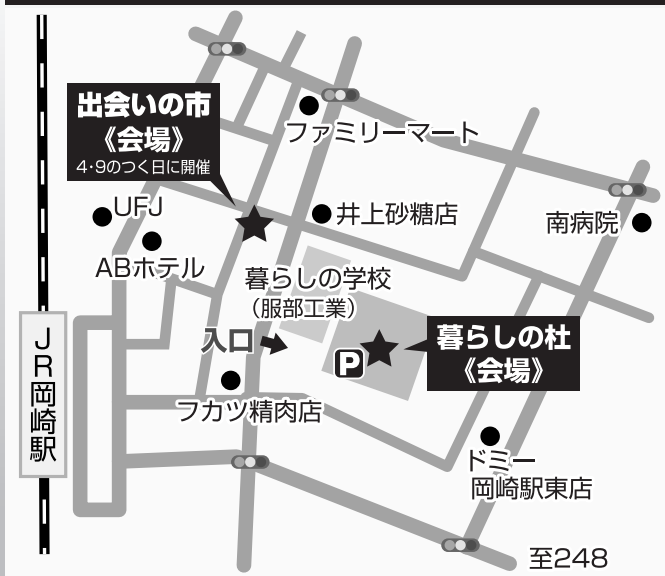 出会いの市
《会場》
4・9のつく日に開催
ファミリーマート
UFJ
井上砂糖店
南病院
ABホテル
暮らしの学校
（服部工業）
入口
P
暮らしの杜
《会場》
JR岡崎駅
フカツ精肉店
ドミー
岡崎駅東店
至248